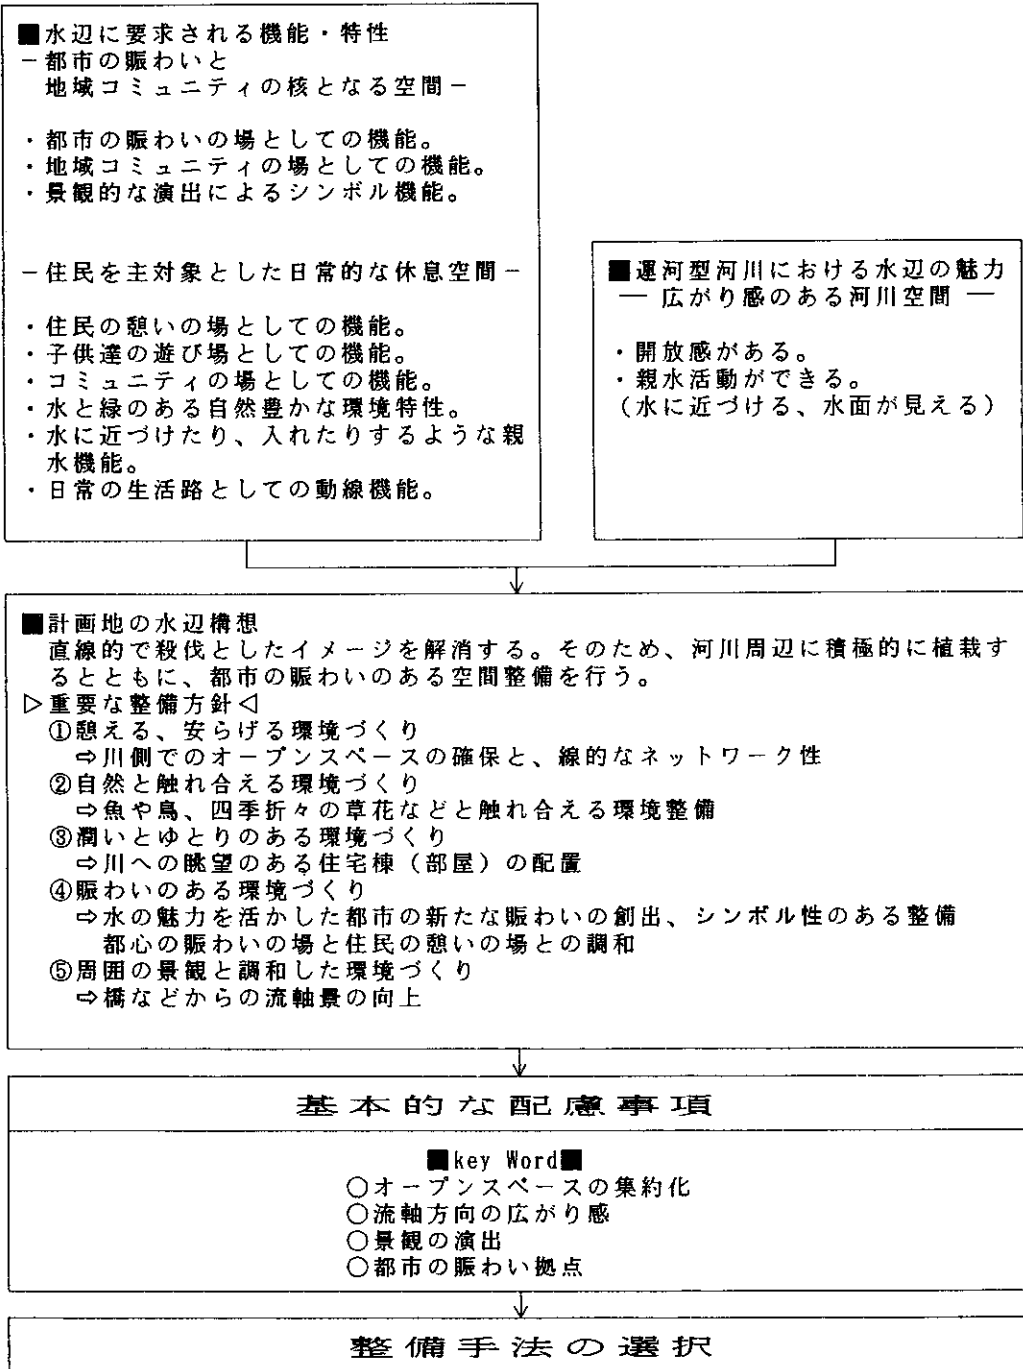 ■水辺に要求される機能・特性
－都市の賑わいと
地域コミュニティの核となる空間－
・都市の賑わいの場としての機能。
・地域コミュニティの場としての機能。
・景観的な演出によるシンボル機能。
－住民を主対象とした日常的な休息空間－
・住民の憩いの場としての機能。
・子供達の遊び場としての機能。
・コミュニティの場としての機能。
・水と緑のある自然豊かな環境特性。
・水に近づけたり、入れたりするような親
水機能。
・日常の生活路としての動線機能。
■運河型河川における水辺の魅力
― 広がり感のある河川空間 ―
・開放感がある。
・親水活動ができる。
（水に近づける、水面が見える）
■計画地の水辺構想
直線的で殺伐としたイメージを解消する。そのため、河川周辺に積極的に植栽す
るとともに、都市の賑わいのある空間整備を行う。
▷重要な整備方針◁
①憩える、安らげる環境づくり
⇨川側でのオープンスペースの確保と、線的なネットワーク性
②自然と触れ合える環境づくり
⇨魚や鳥、四季折々の草花などと触れ合える環境整備
③潤いとゆとりのある環境づくり
⇨川への眺望のある住宅棟（部屋）の配置
④賑わいのある環境づくり
⇨水の魅力を活かした都市の新たな賑わいの創出、シンボル性のある整備
都心の賑わいの場と住民の憩いの場との調和
⑤周囲の景観と調和した環境づくり
⇨橋などからの流軸景の向上
基本的な配慮事項
■key Word■
○オープンスペースの集約化
○流軸方向の広がり感
○景観の演出
○都市の賑わい拠点
整備手法の選択